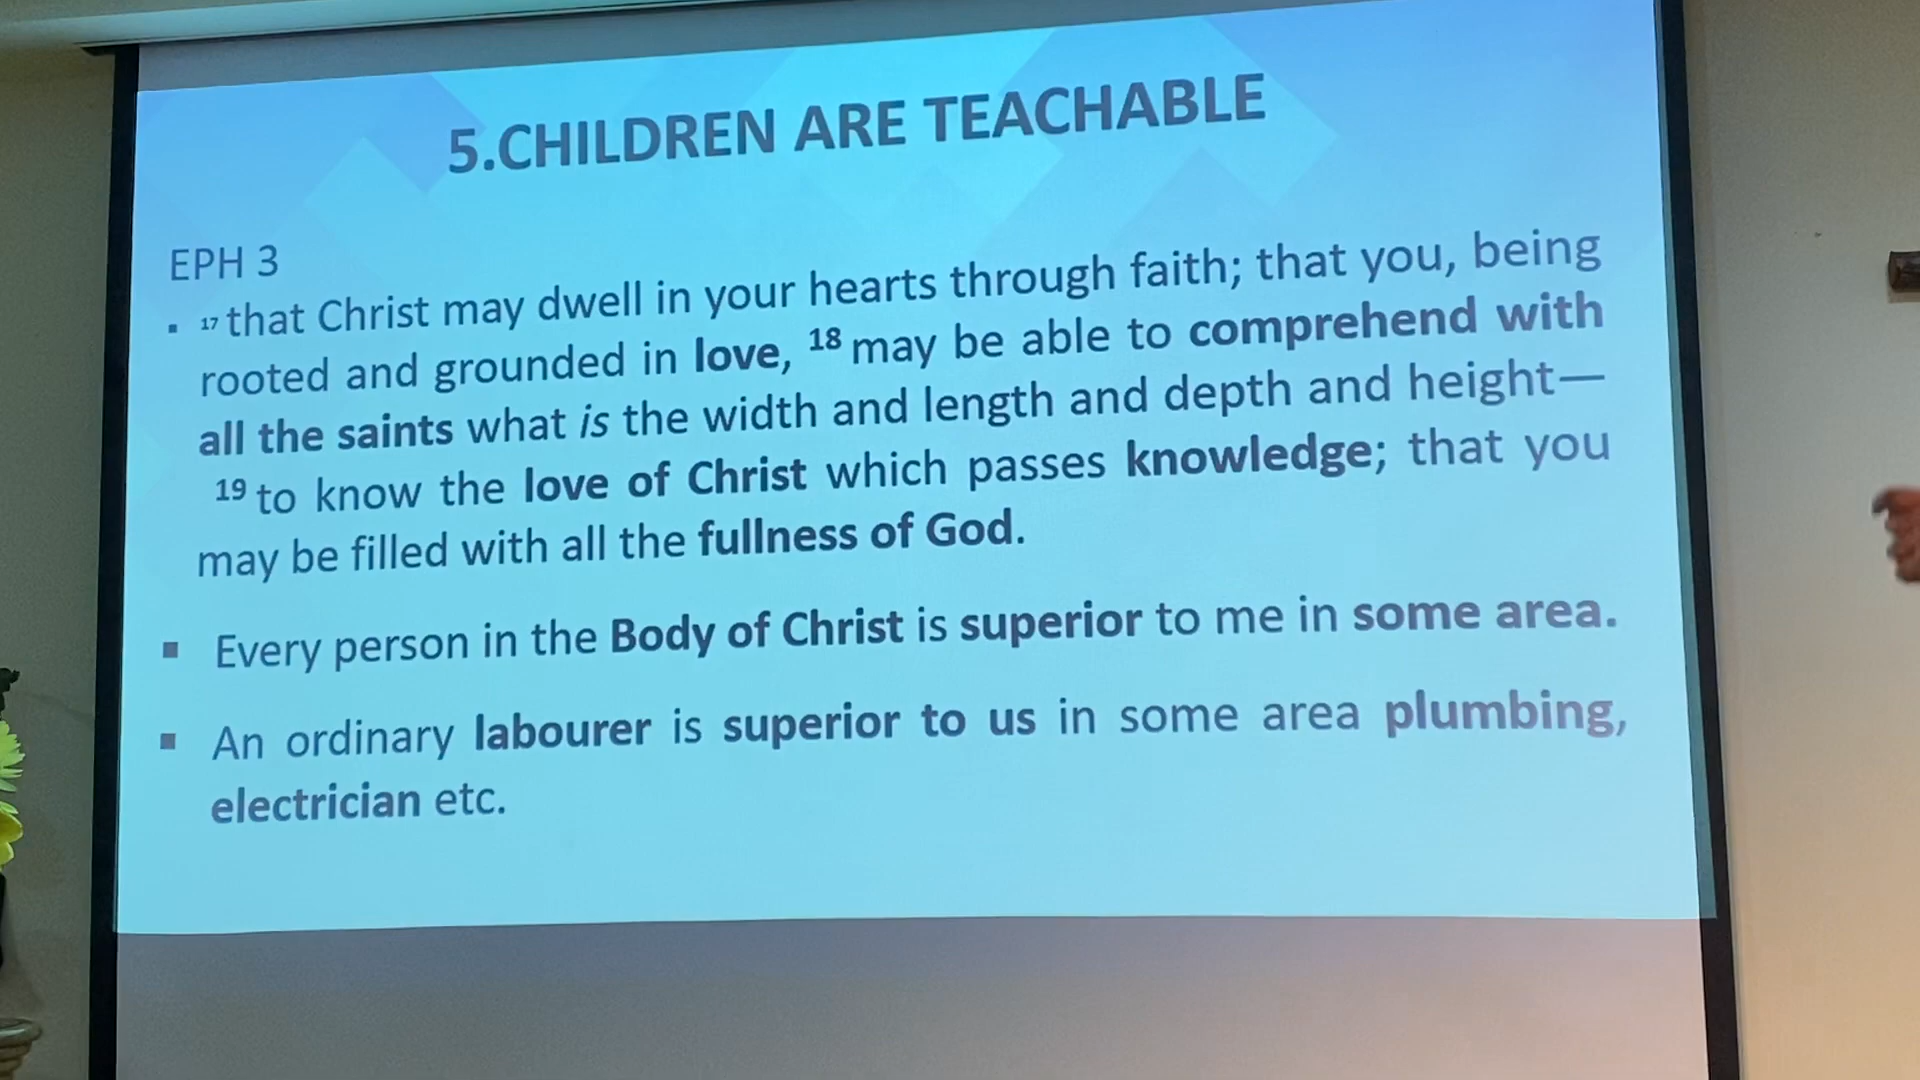 5.CHILDREN ARE TEACHABLE
EPH 3
▪ 17 that Christ may dwell in your hearts through faith; that you, being
rooted and grounded in love, 18 may be able to comprehend with
all the saints what is the width and length and depth and height—
19 to know the love of Christ which passes knowledge; that you
may be filled with all the fullness of God.
▪ Every person in the Body of Christ is superior to me in some area.
▪ An ordinary labourer is superior to us in some area plumbing,
electrician etc.